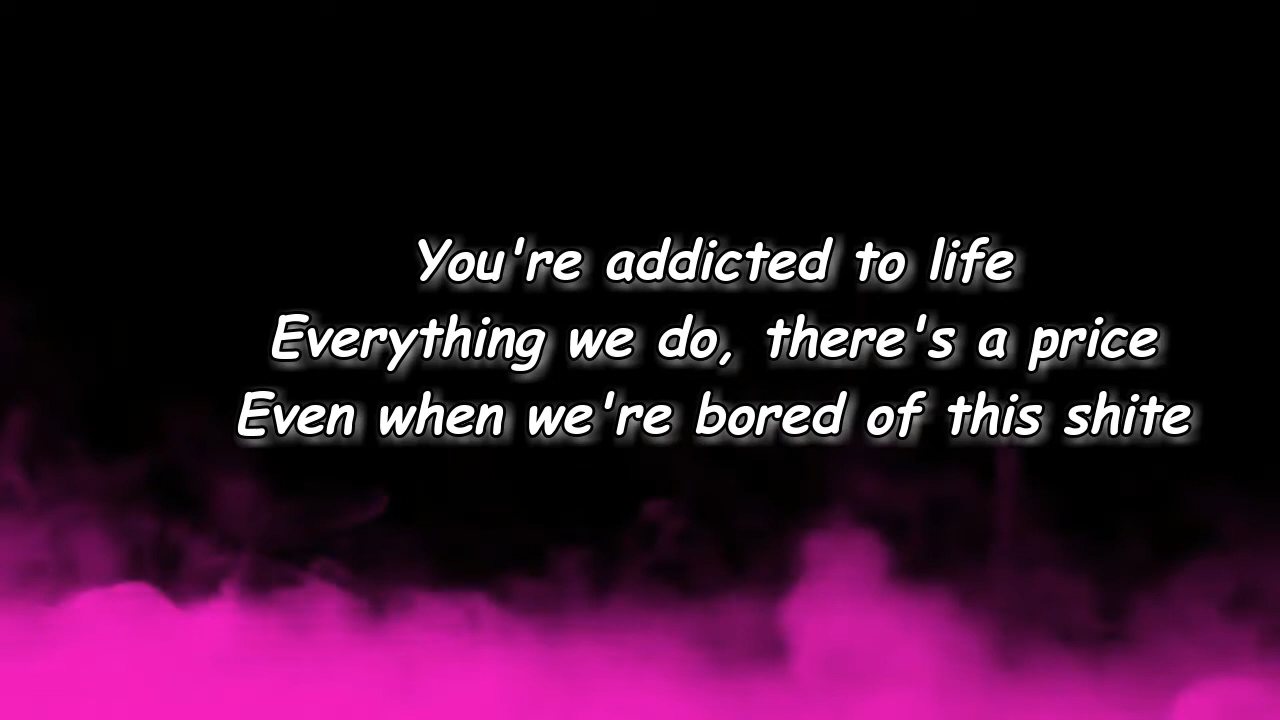 You're addicted to life
Everything we do, there's a price
Even when we're bored of this shite